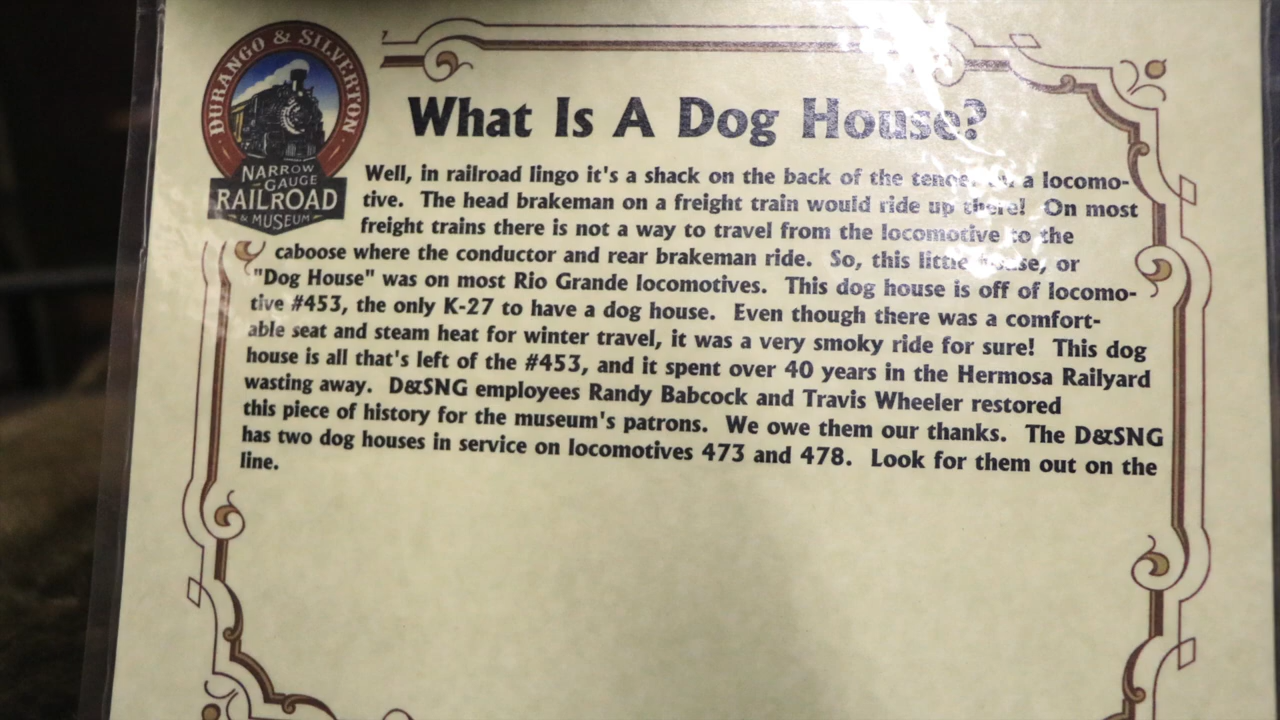 DURANGO & SILVERTON
NARROW
GAUGE
RAILROAD
& MUSEUM
What Is A Dog House?
Well, in railroad lingo it's a shack on the back of the a locomo-
tive. The head brakeman on a freight train would ride up there! On most
freight trains there is not a way to travel from the locomotive to the
caboose where the conductor and rear brakeman ride. So, this little house, or
"Dog House" was on most Rio Grande locomotives. This dog house is off of locomo-
tive #453, the only K-27 to have a dog house. Even though there was a comfort-
able seat and steam heat for winter travel, it was a very smoky ride for sure! This dog
house is all that's left of the #453, and it spent over 40 years in the Hermosa Railyard
wasting away. D&SNG employees Randy Babcock and Travis Wheeler restored
this piece of history for the museum's patrons. We owe them our thanks. The D&SNG
has two dog houses in service on locomotives 473 and 478. Look for them out on the
line.